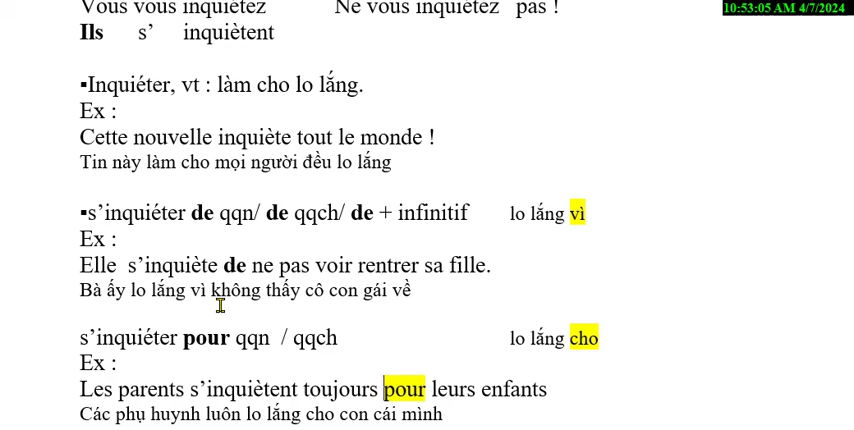 10:53:05 AM 4/7/2024
Vous vous inquiétez Ne vous inquiétez pas !
Ils s’ inquiètent
▪Inquiéter, vt : làm cho lo lắng.
Ex :
Cette nouvelle inquiète tout le monde !
Tin này làm cho mọi người đều lo lắng
▪s’inquiéter de qqn/ de qqch/ de + infinitif lo lắng vì
Ex :
Elle s’inquiète de ne pas voir rentrer sa fille.
Bà ấy lo lắng vì không thấy cô con gái về
s’inquiéter pour qqn / qqch lo lắng cho
Ex :
Les parents s’inquiètent toujours pour leurs enfants
Các phụ huynh luôn lo lắng cho con cái mình